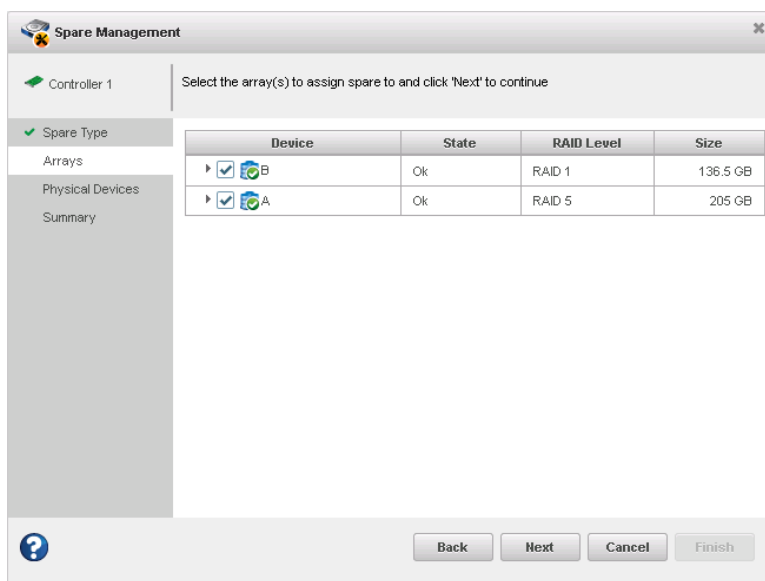 Spare Management
Controller 1
Select the array(s) to assign spare to and click 'Next' to continue
Spare Type
Arrays
Physical Devices
Summary
Device State RAID Level Size
B Ok RAID 1 136.5 GB
A Ok RAID 5 205 GB
? Back Next Cancel Finish